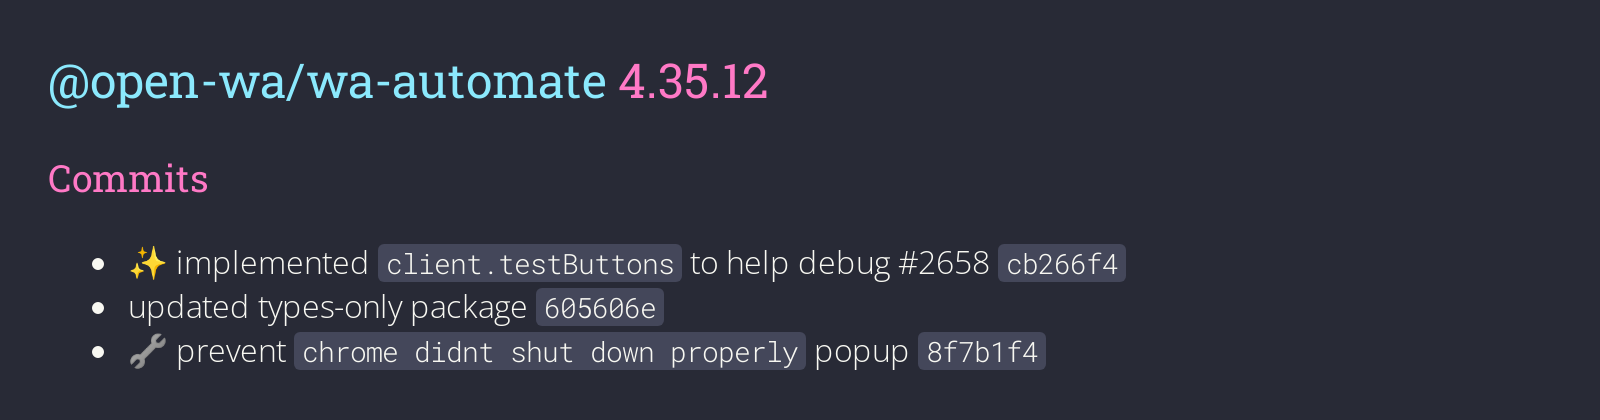 @open-wa/wa-automate 4.35.12
Commits
• ✨ implemented client.testButtons to help debug #2658 cb266f4
• updated types-only package 605606e
• 🔧 prevent chrome didnt shut down properly popup 8f7b1f4